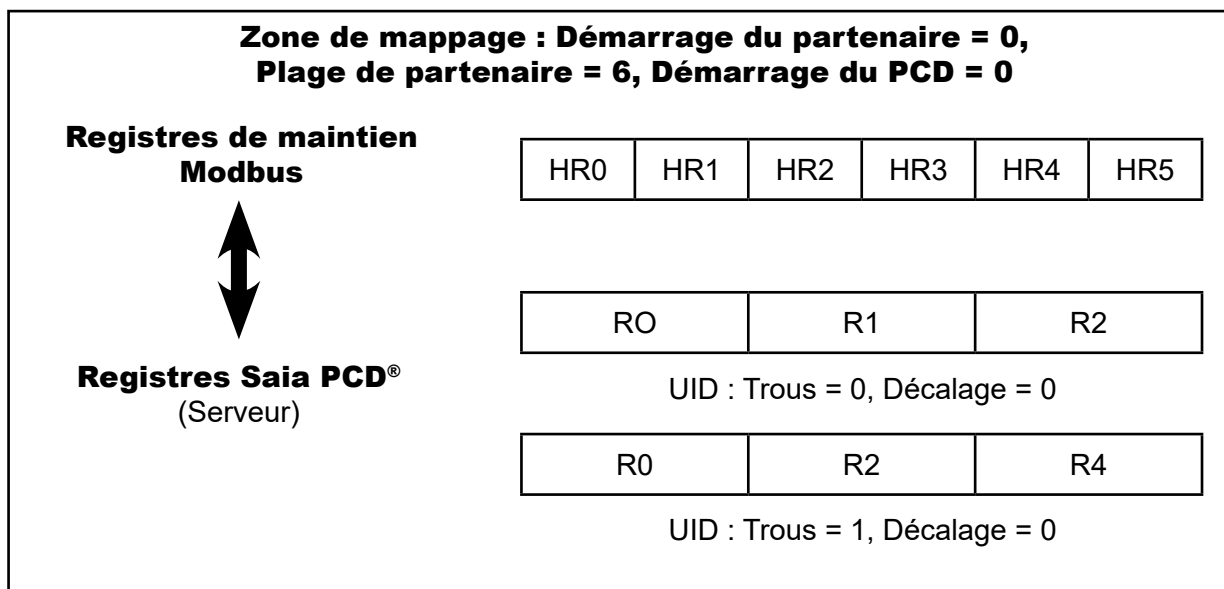 Zone de mappage : Démarrage du partenaire = 0,
Plage de partenaire = 6, Démarrage du PCD = 0
Registres de maintien
Modbus
HR0 HR1 HR2 HR3 HR4 HR5
RO R1 R2
Registres Saia PCD®
(Serveur)
UID : Trous = 0, Décalage = 0
R0 R2 R4
UID : Trous = 1, Décalage = 0